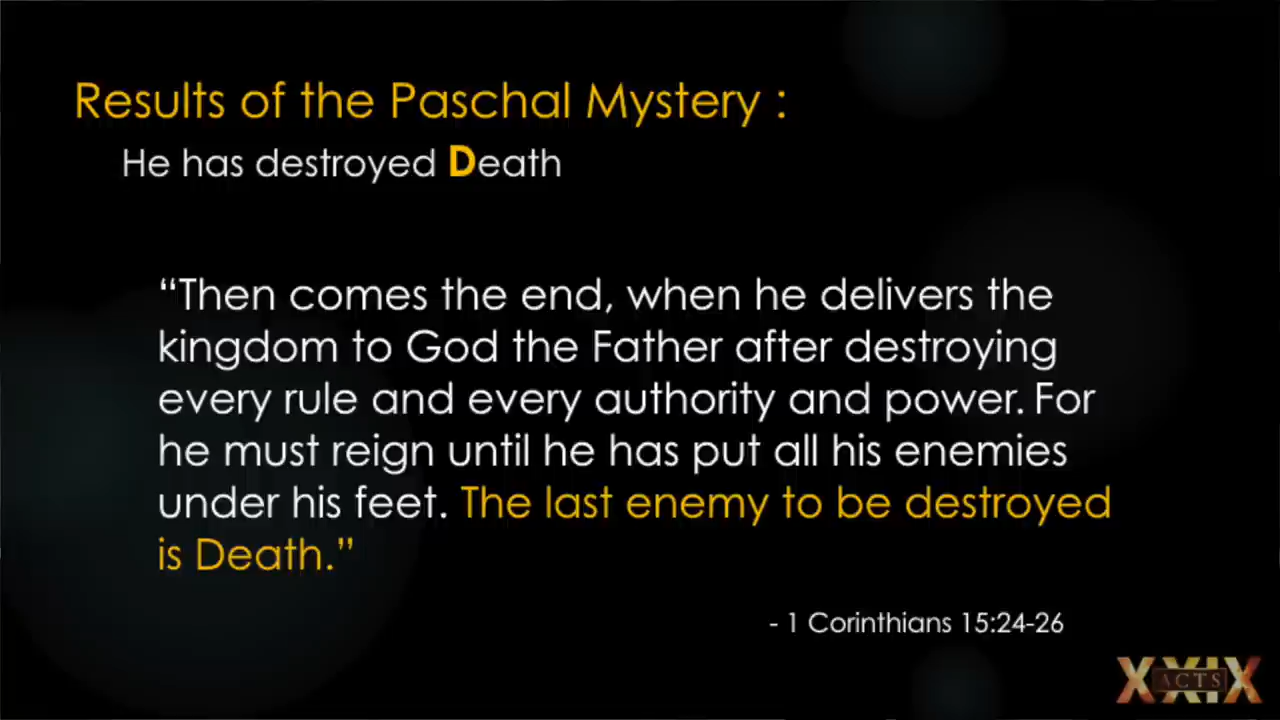 Results of the Paschal Mystery :
He has destroyed Death
“Then comes the end, when he delivers the
kingdom to God the Father after destroying
every rule and every authority and power. For
he must reign until he has put all his enemies
under his feet. The last enemy to be destroyed
is Death.”
- 1 Corinthians 15:24-26
XXIX
ACTS